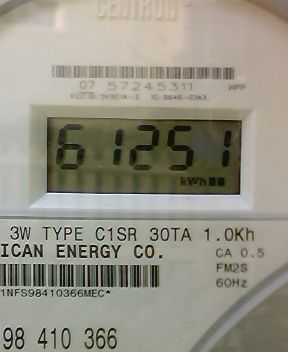 CENTRON®
07 57245311 MPP
61251
kWh
3W TYPE C1SR 30TA 1.0Kh
ICAN ENERGY CO.
CA 0.5
FM2S
60Hz
1NFS98410366MEC*
98 410 366